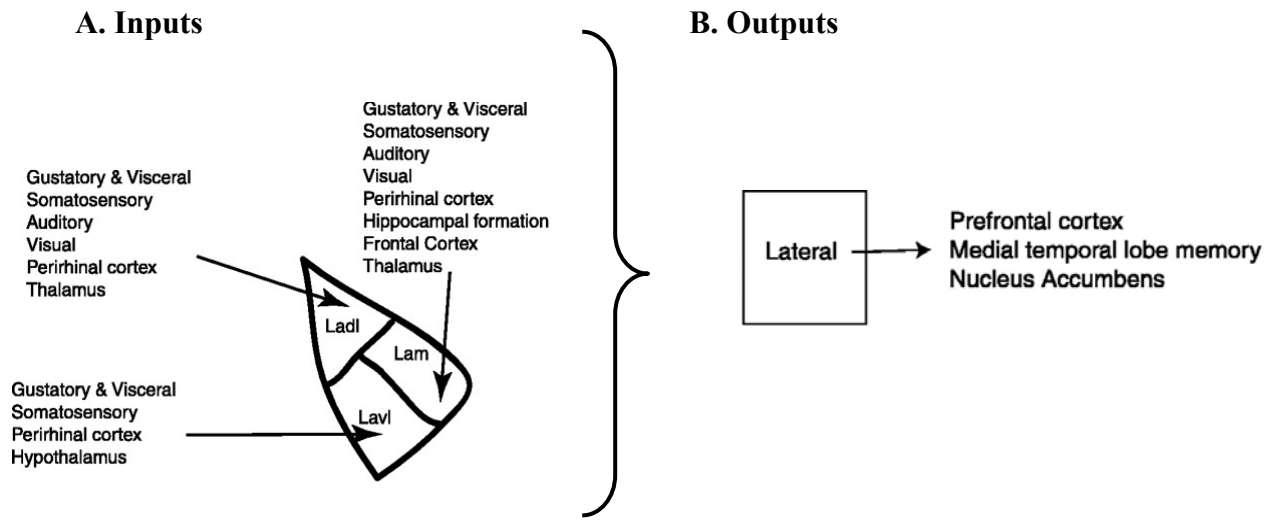 A. Inputs
B. Outputs
Gustatory & Visceral
Somatosensory
Auditory
Visual
Perirhinal cortex
Hippocampal formation
Frontal Cortex
Thalamus
Gustatory & Visceral
Somatosensory
Auditory
Visual
Perirhinal cortex
Thalamus
Ladl
Lam
Lavl
Gustatory & Visceral
Somatosensory
Perirhinal cortex
Hypothalamus
Lateral
Prefrontal cortex
Medial temporal lobe memory
Nucleus Accumbens